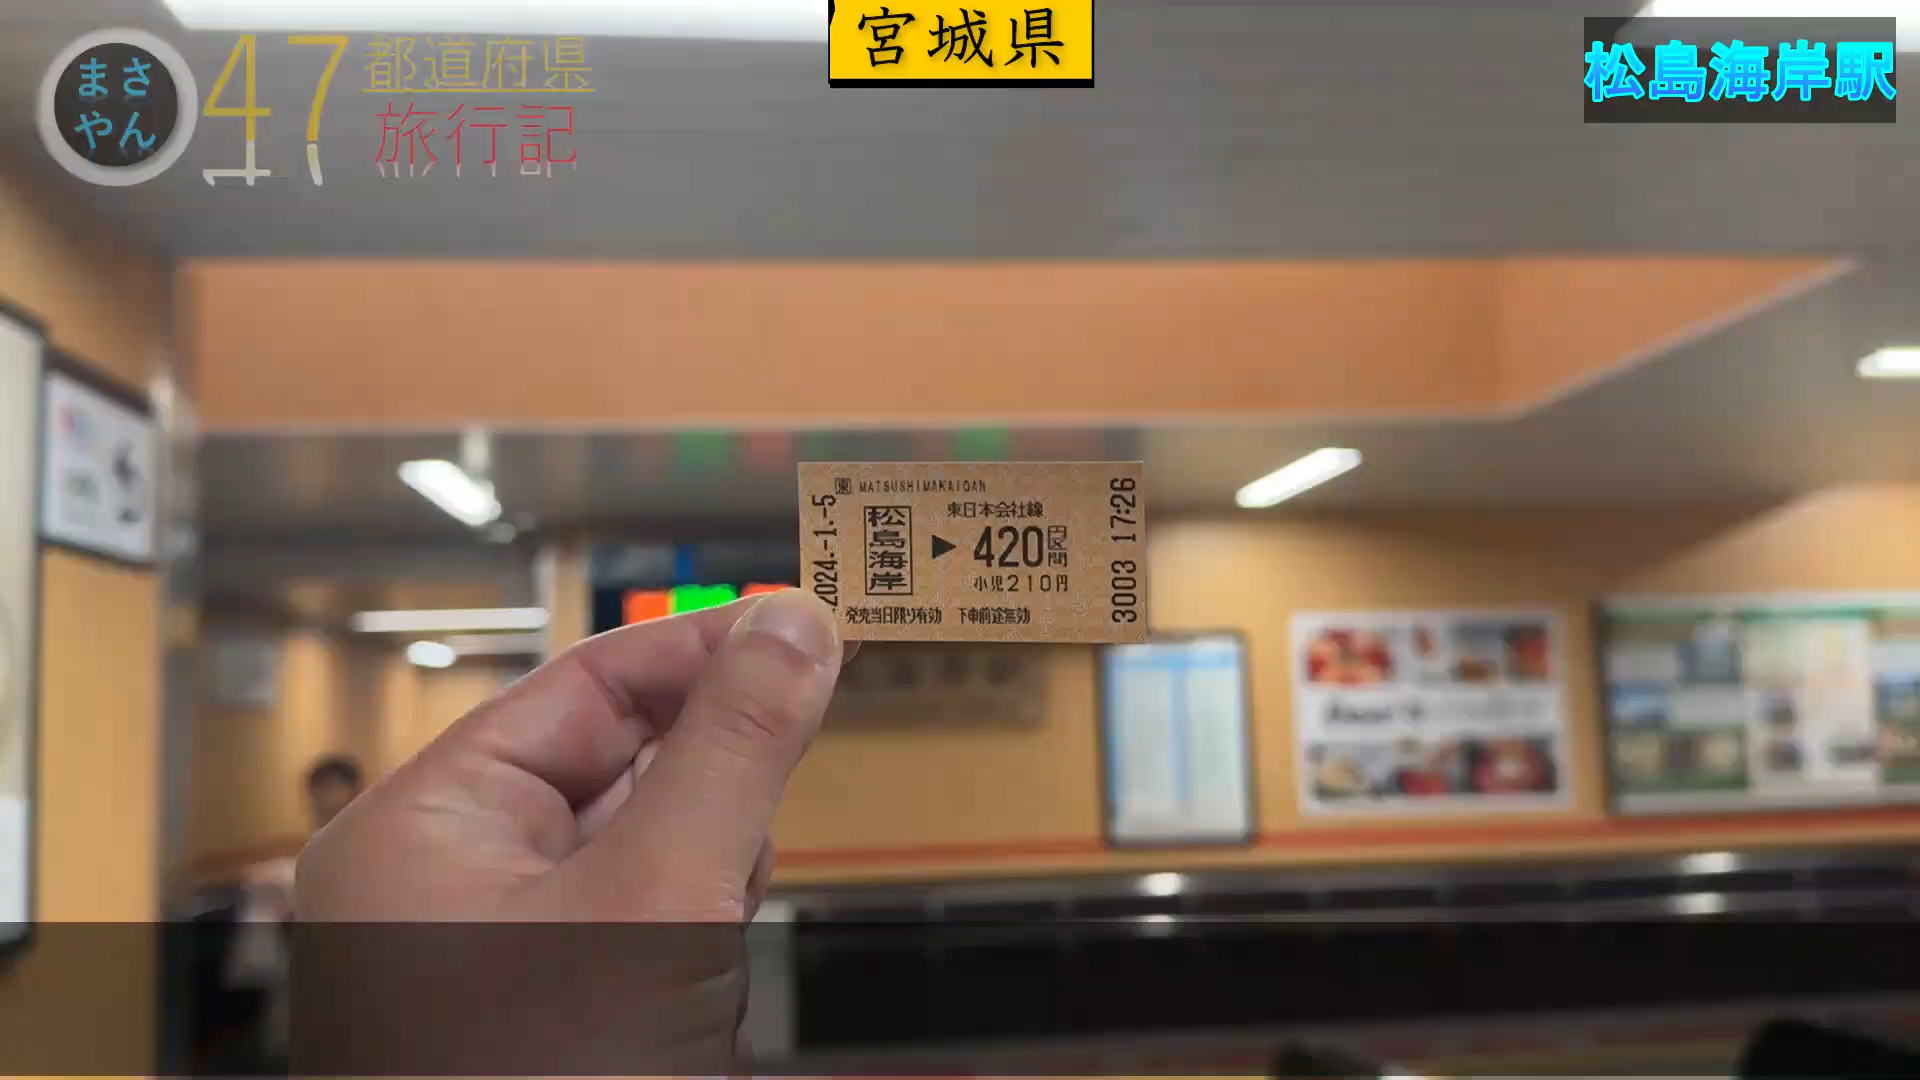 まさ
やん
47
都道府県
旅行記
宮城県
松島海岸駅
東 MATSUSHIMAKAIGAN
2024.-1.-5
松島海岸
▶
東日本会社線
420円区間
小児210円
発売当日限り有効 下車前途無効
3003 17:26